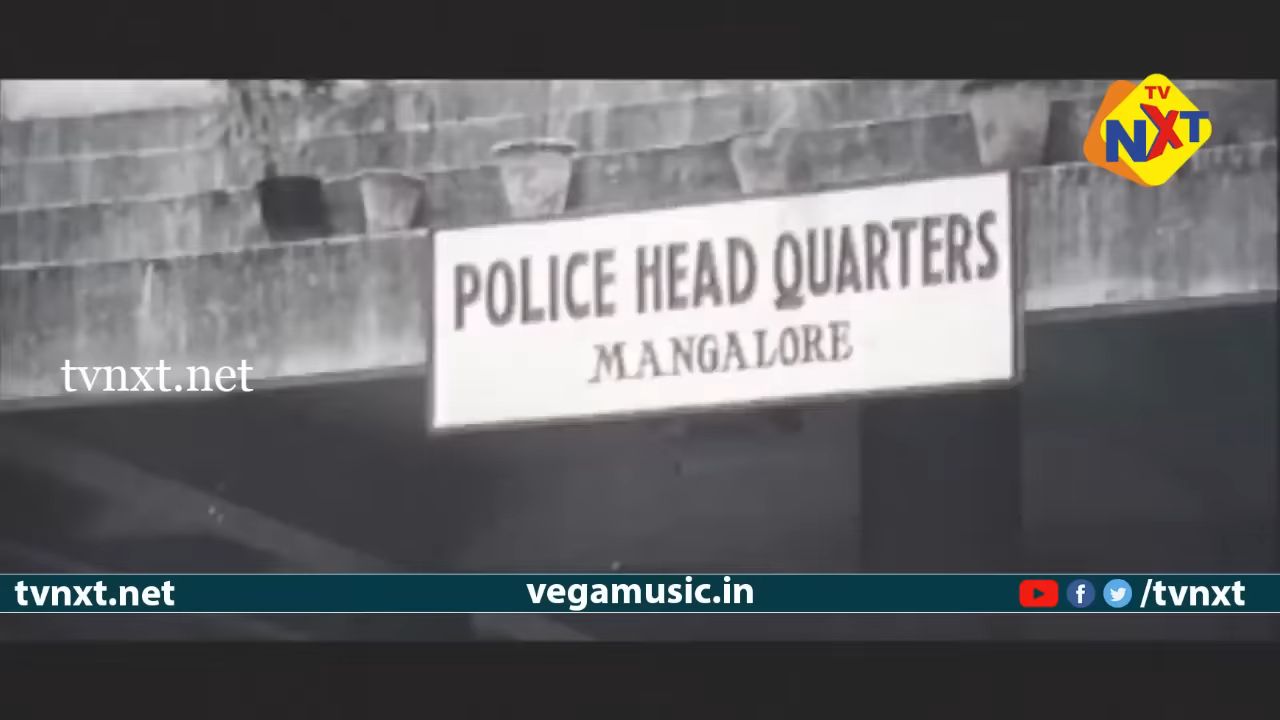 TV
NXT
POLICE HEAD QUARTERS
MANGALORE
tvnxt.net
tvnxt.net
vegamusic.in
/tvnxt